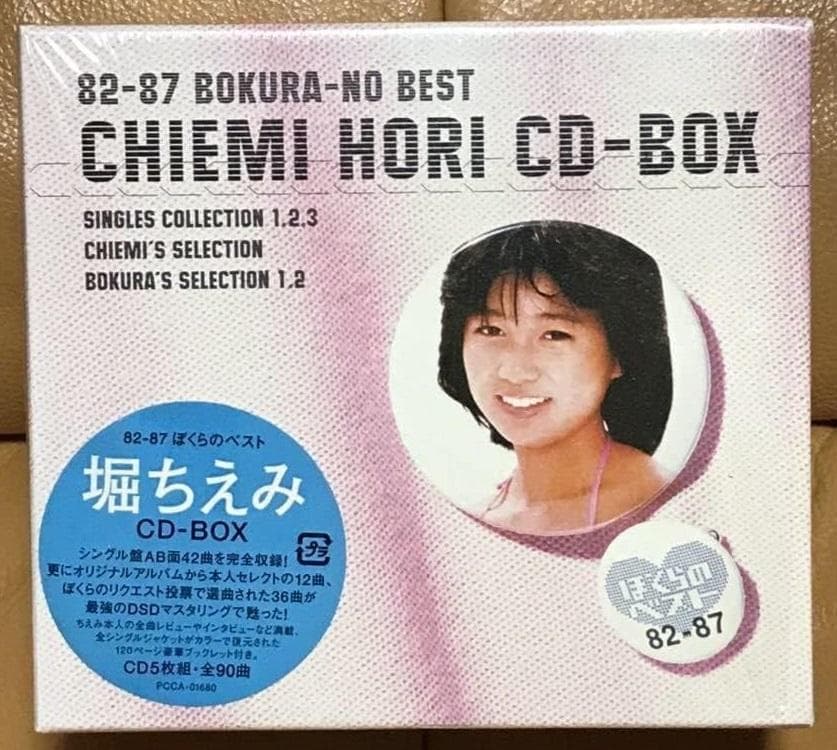 82-87 BOKURA-NO BEST
CHIEMI HORI CD-BOX
SINGLES COLLECTION 1.2.3
CHIEMI'S SELECTION
BOKURA'S SELECTION 1.2
82-87 ぼくらのベスト
堀ちえみ
CD-BOX
プラ
シングル盤AB面42曲を完全収録!
更にオリジナルアルバムから本人セレクトの12曲、
ぼくらのリクエスト投票で選曲された36曲が
最強のDSDマスタリングで甦った!
ちえみ本人の全曲レビューやインタビューなど満載、
全シングルジャケットがカラーで復元された
120ページ豪華ブックレット付き。
CD5枚組・全90曲
PCCA-01680
ぼくらの
ベスト
82-87